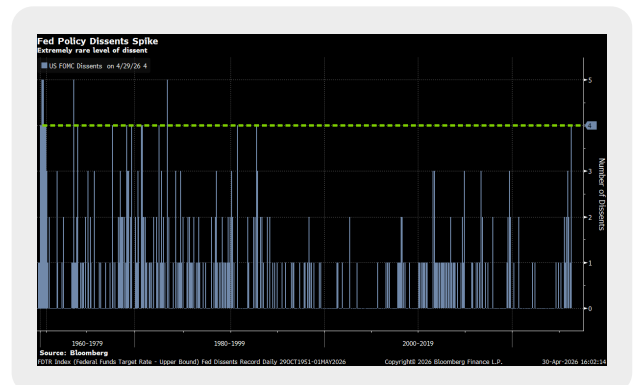 Fed Policy Dissents Spike
Extremely rare level of dissent
US FOMC Dissents on 4/29/26 4
5
4
3
2
1
0
Number of Dissents
1960-1979 1980-1999 2000-2019
Source: Bloomberg
FDTR Index (Federal Funds Target Rate - Upper Bound) Fed Dissents Record Daily 29OCT1951-01MAY2026 Copyright© 2026 Bloomberg Finance L.P. 30-Apr-2026 16:02:14